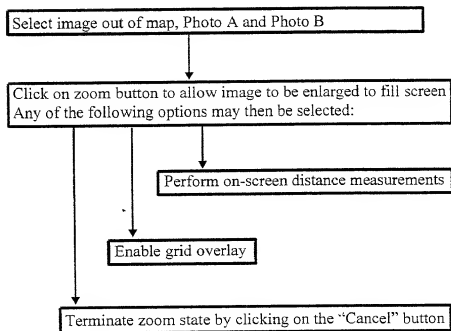 Select image out of map, Photo A and Photo B
Click on zoom button to allow image to be enlarged to fill screen
Any of the following options may then be selected:
Perform on-screen distance measurements
Enable grid overlay
Terminate zoom state by clicking on the “Cancel” button